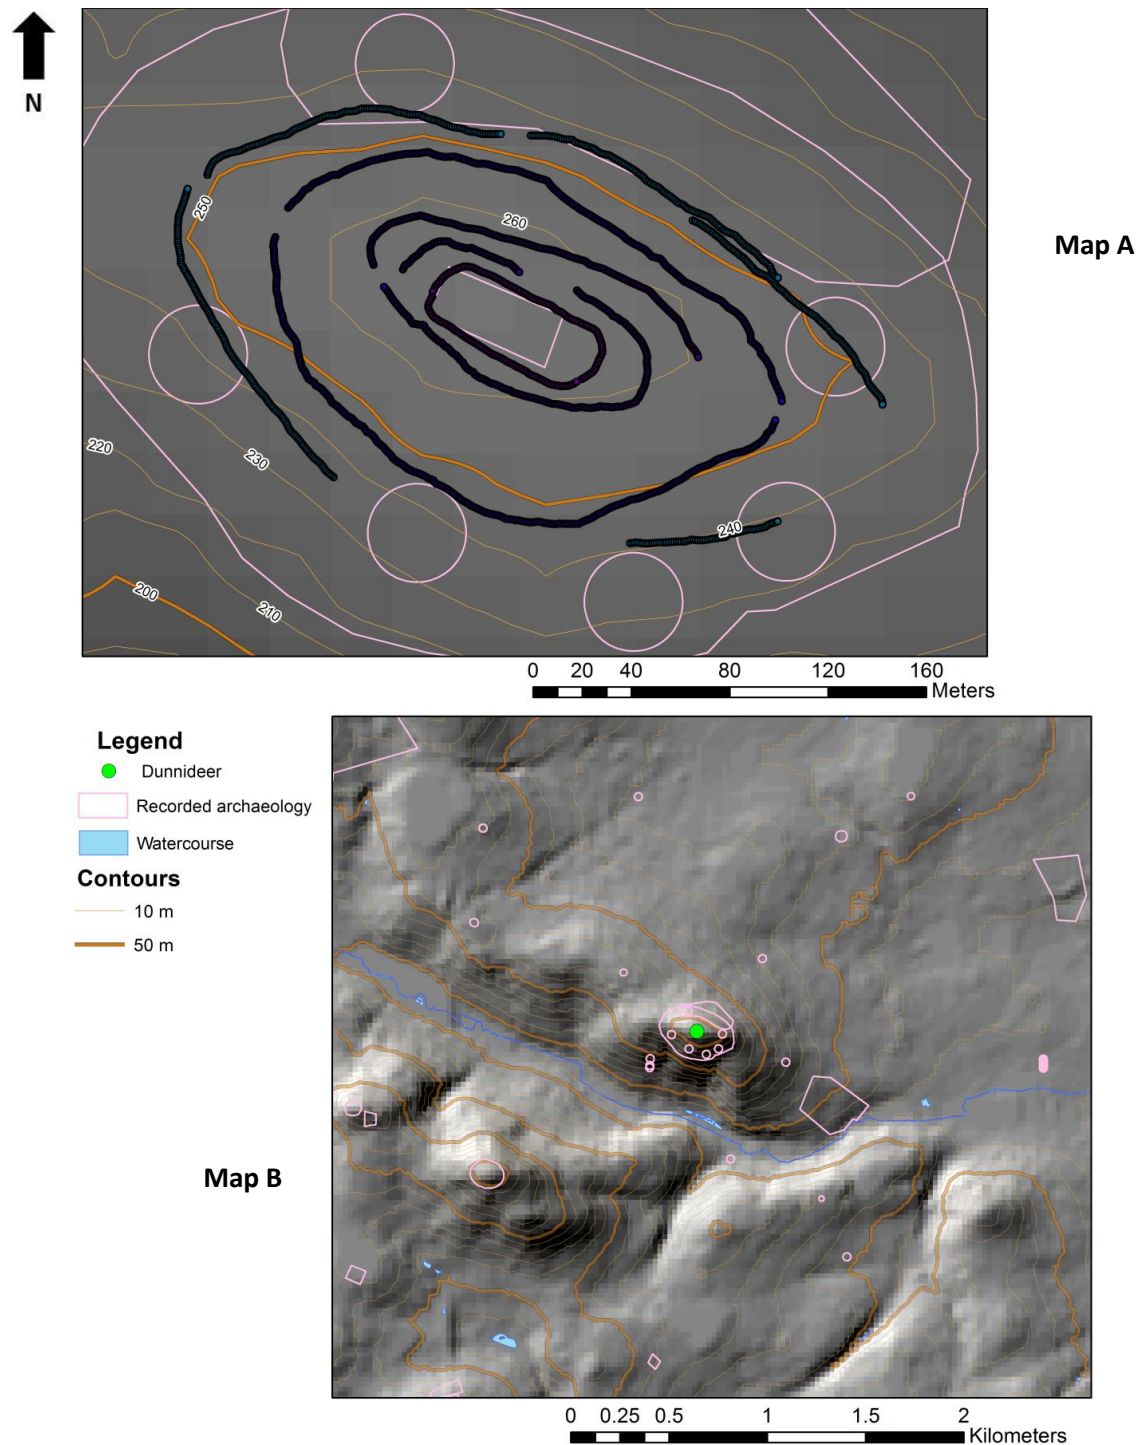 N
Map A
260
250
220
230
240
200
210
0 20 40 80 120 160
Meters
Legend
Dunnideer
Recorded archaeology
Watercourse
Contours
10 m
50 m
Map B
0 0.25 0.5 1 1.5 2
Kilometers